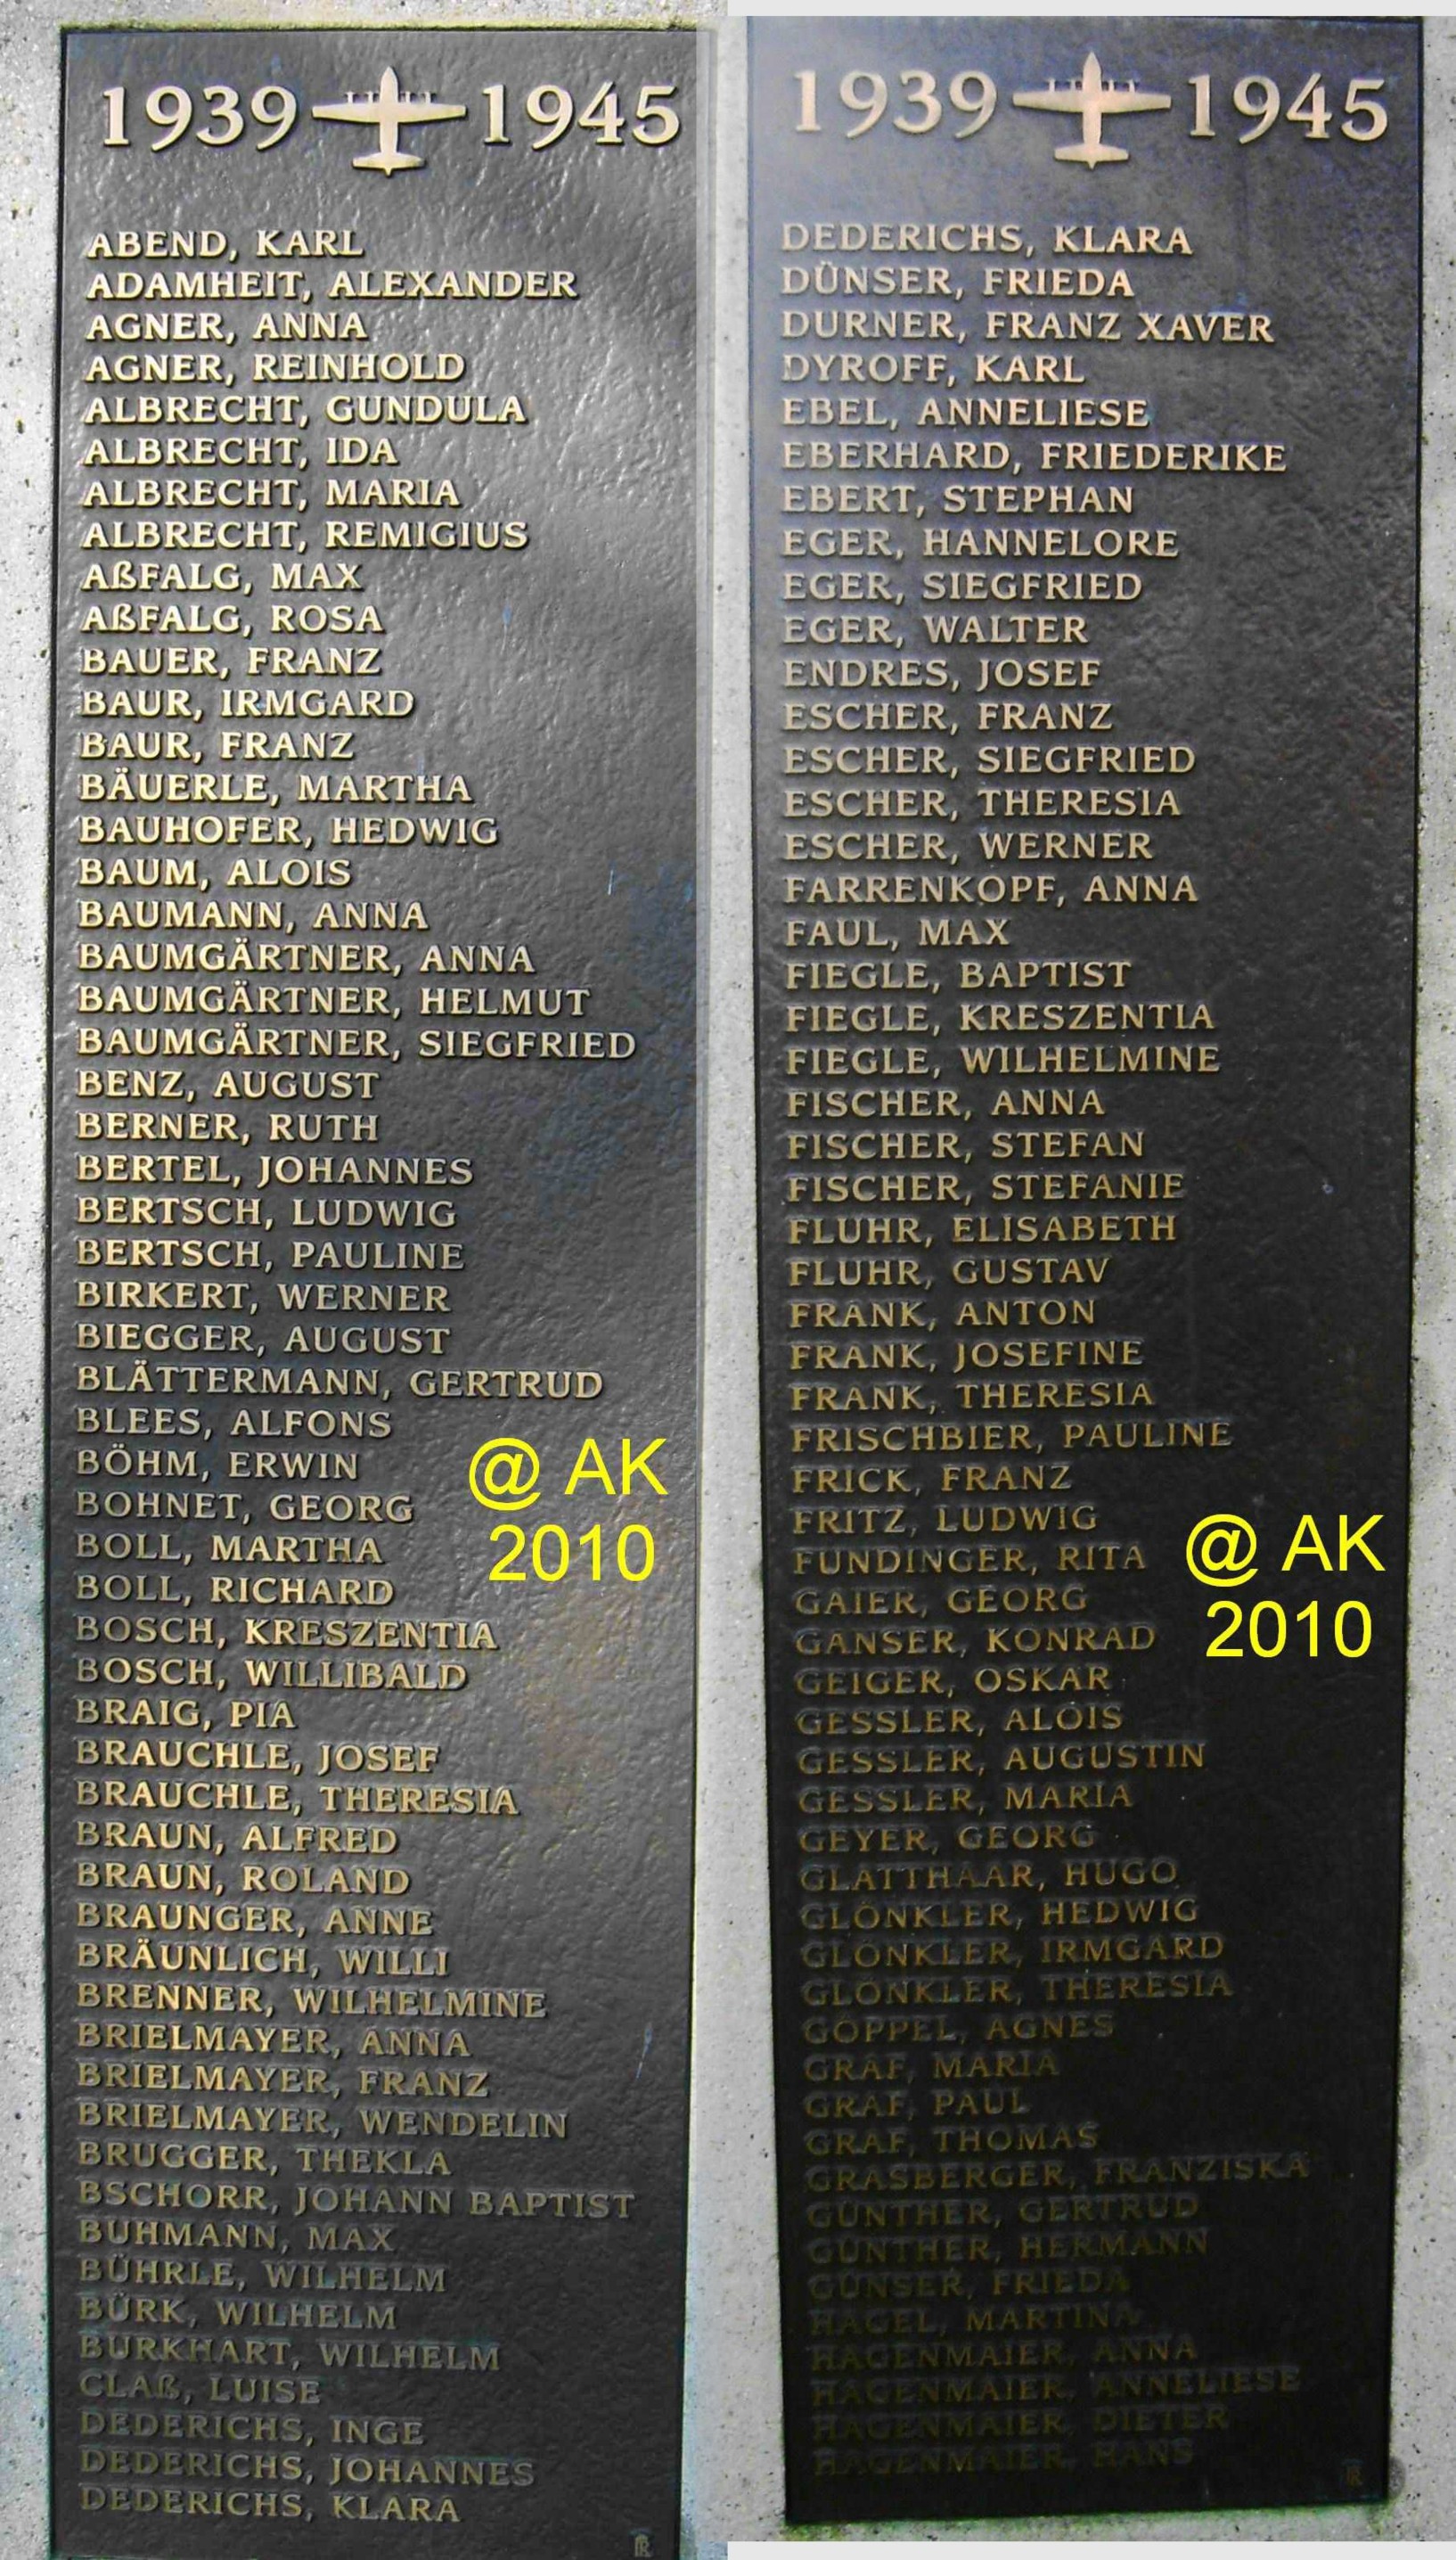 1939 1945
ABEND, KARL
ADAMHEIT, ALEXANDER
AGNER, ANNA
AGNER, REINHOLD
ALBRECHT, GUNDULA
ALBRECHT, IDA
ALBRECHT, MARIA
ALBRECHT, REMIGIUS
AßFALG, MAX
AßFALG, ROSA
BAUER, FRANZ
BAUR, IRMGARD
BAUR, FRANZ
BÄUERLE, MARTHA
BAUHOFER, HEDWIG
BAUM, ALOIS
BAUMANN, ANNA
BAUMGÄRTNER, ANNA
BAUMGÄRTNER, HELMUT
BAUMGÄRTNER, SIEGFRIED
BENZ, AUGUST
BERNER, RUTH
BERTEL, JOHANNES
BERTSCH, LUDWIG
BERTSCH, PAULINE
BIRKERT, WERNER
BIEGGER, AUGUST
BLÄTTERMANN, GERTRUD
BLEES, ALFONS
BÖHM, ERWIN
BOHNET, GEORG
BOLL, MARTHA
BOLL, RICHARD
BOSCH, KRESZENTIA
BOSCH, WILLIBALD
BRAIG, PIA
BRAUCHLE, JOSEF
BRAUCHLE, THERESIA
BRAUN, ALFRED
BRAUN, ROLAND
BRAUNGER, ANNE
BRÄUNLICH, WILLI
BRENNER, WILHELMINE
BRIELMAYER, ANNA
BRIELMAYER, FRANZ
BRIELMAYER, WENDELIN
BRUGGER, THEKLA
BSCHORR, JOHANN BAPTIST
BUHMANN, MAX
BÜHRLE, WILHELM
BÜRK, WILHELM
BURKHART, WILHELM
CLAß, LUISE
DEDERICHS, INGE
DEDERICHS, JOHANNES
DEDERICHS, KLARA
@ AK
2010
1939 1945
DEDERICHS, KLARA
DÜNSER, FRIEDA
DURNER, FRANZ XAVER
DYROFF, KARL
EBEL, ANNELIESE
EBERHARD, FRIEDERIKE
EBERT, STEPHAN
EGER, HANNELORE
EGER, SIEGFRIED
EGER, WALTER
ENDRES, JOSEF
ESCHER, FRANZ
ESCHER, SIEGFRIED
ESCHER, THERESIA
ESCHER, WERNER
FARRENKOPF, ANNA
FAUL, MAX
FIEGLE, BAPTIST
FIEGLE, KRESZENTIA
FIEGLE, WILHELMINE
FISCHER, ANNA
FISCHER, STEFAN
FISCHER, STEFANIE
FLUHR, ELISABETH
FLUHR, GUSTAV
FRANK, ANTON
FRANK, JOSEFINE
FRANK, THERESIA
FRISCHBIER, PAULINE
FRICK, FRANZ
FRITZ, LUDWIG
FUNDINGER, RITA
GAIER, GEORG
GANSER, KONRAD
GEIGER, OSKAR
GESSLER, ALOIS
GESSLER, AUGUSTIN
GESSLER, MARIA
GEYER, GEORG
GLATTHAAR, HUGO
GLÖNKLER, HEDWIG
GLÖNKLER, IRMGARD
GLÖNKLER, THERESIA
GÖPPEL, AGNES
GRAF, MARIA
GRAF, PAUL
GRAF, THOMAS
GRASBERGER, FRANZISKA
GÜNTHER, GERTRUD
GÜNTHER, HERMANN
GÜNSER, FRIEDA
HAGEL, MARTINA
HAGENMAIER, ANNA
HAGENMAIER, ANNELIESE
HAGENMAIER, DIETER
HAGENMAIER, HANS
@ AK
2010